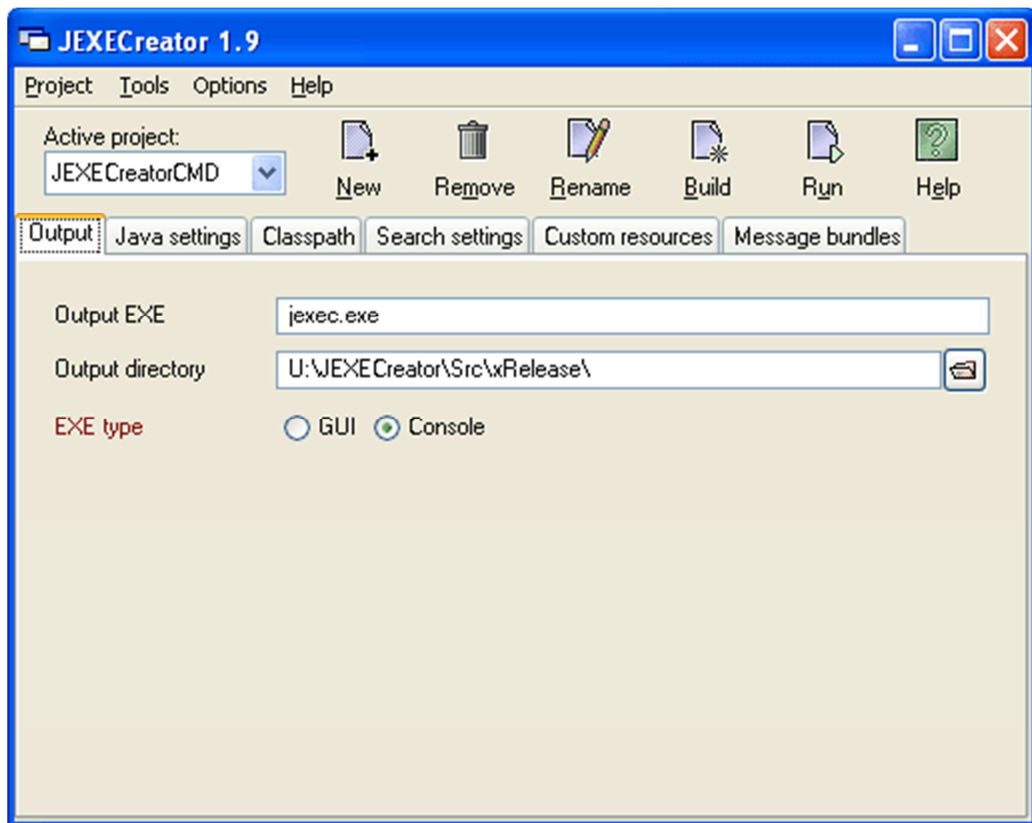 JEXECreator 1.9
Project Tools Options Help
Active project:
JEXECreatorCMD
New Remove Rename Build Run Help
Output Java settings Classpath Search settings Custom resources Message bundles
Output EXE jexec.exe
Output directory U:\JEXECreator\Src\xRelease\
EXE type GUI Console